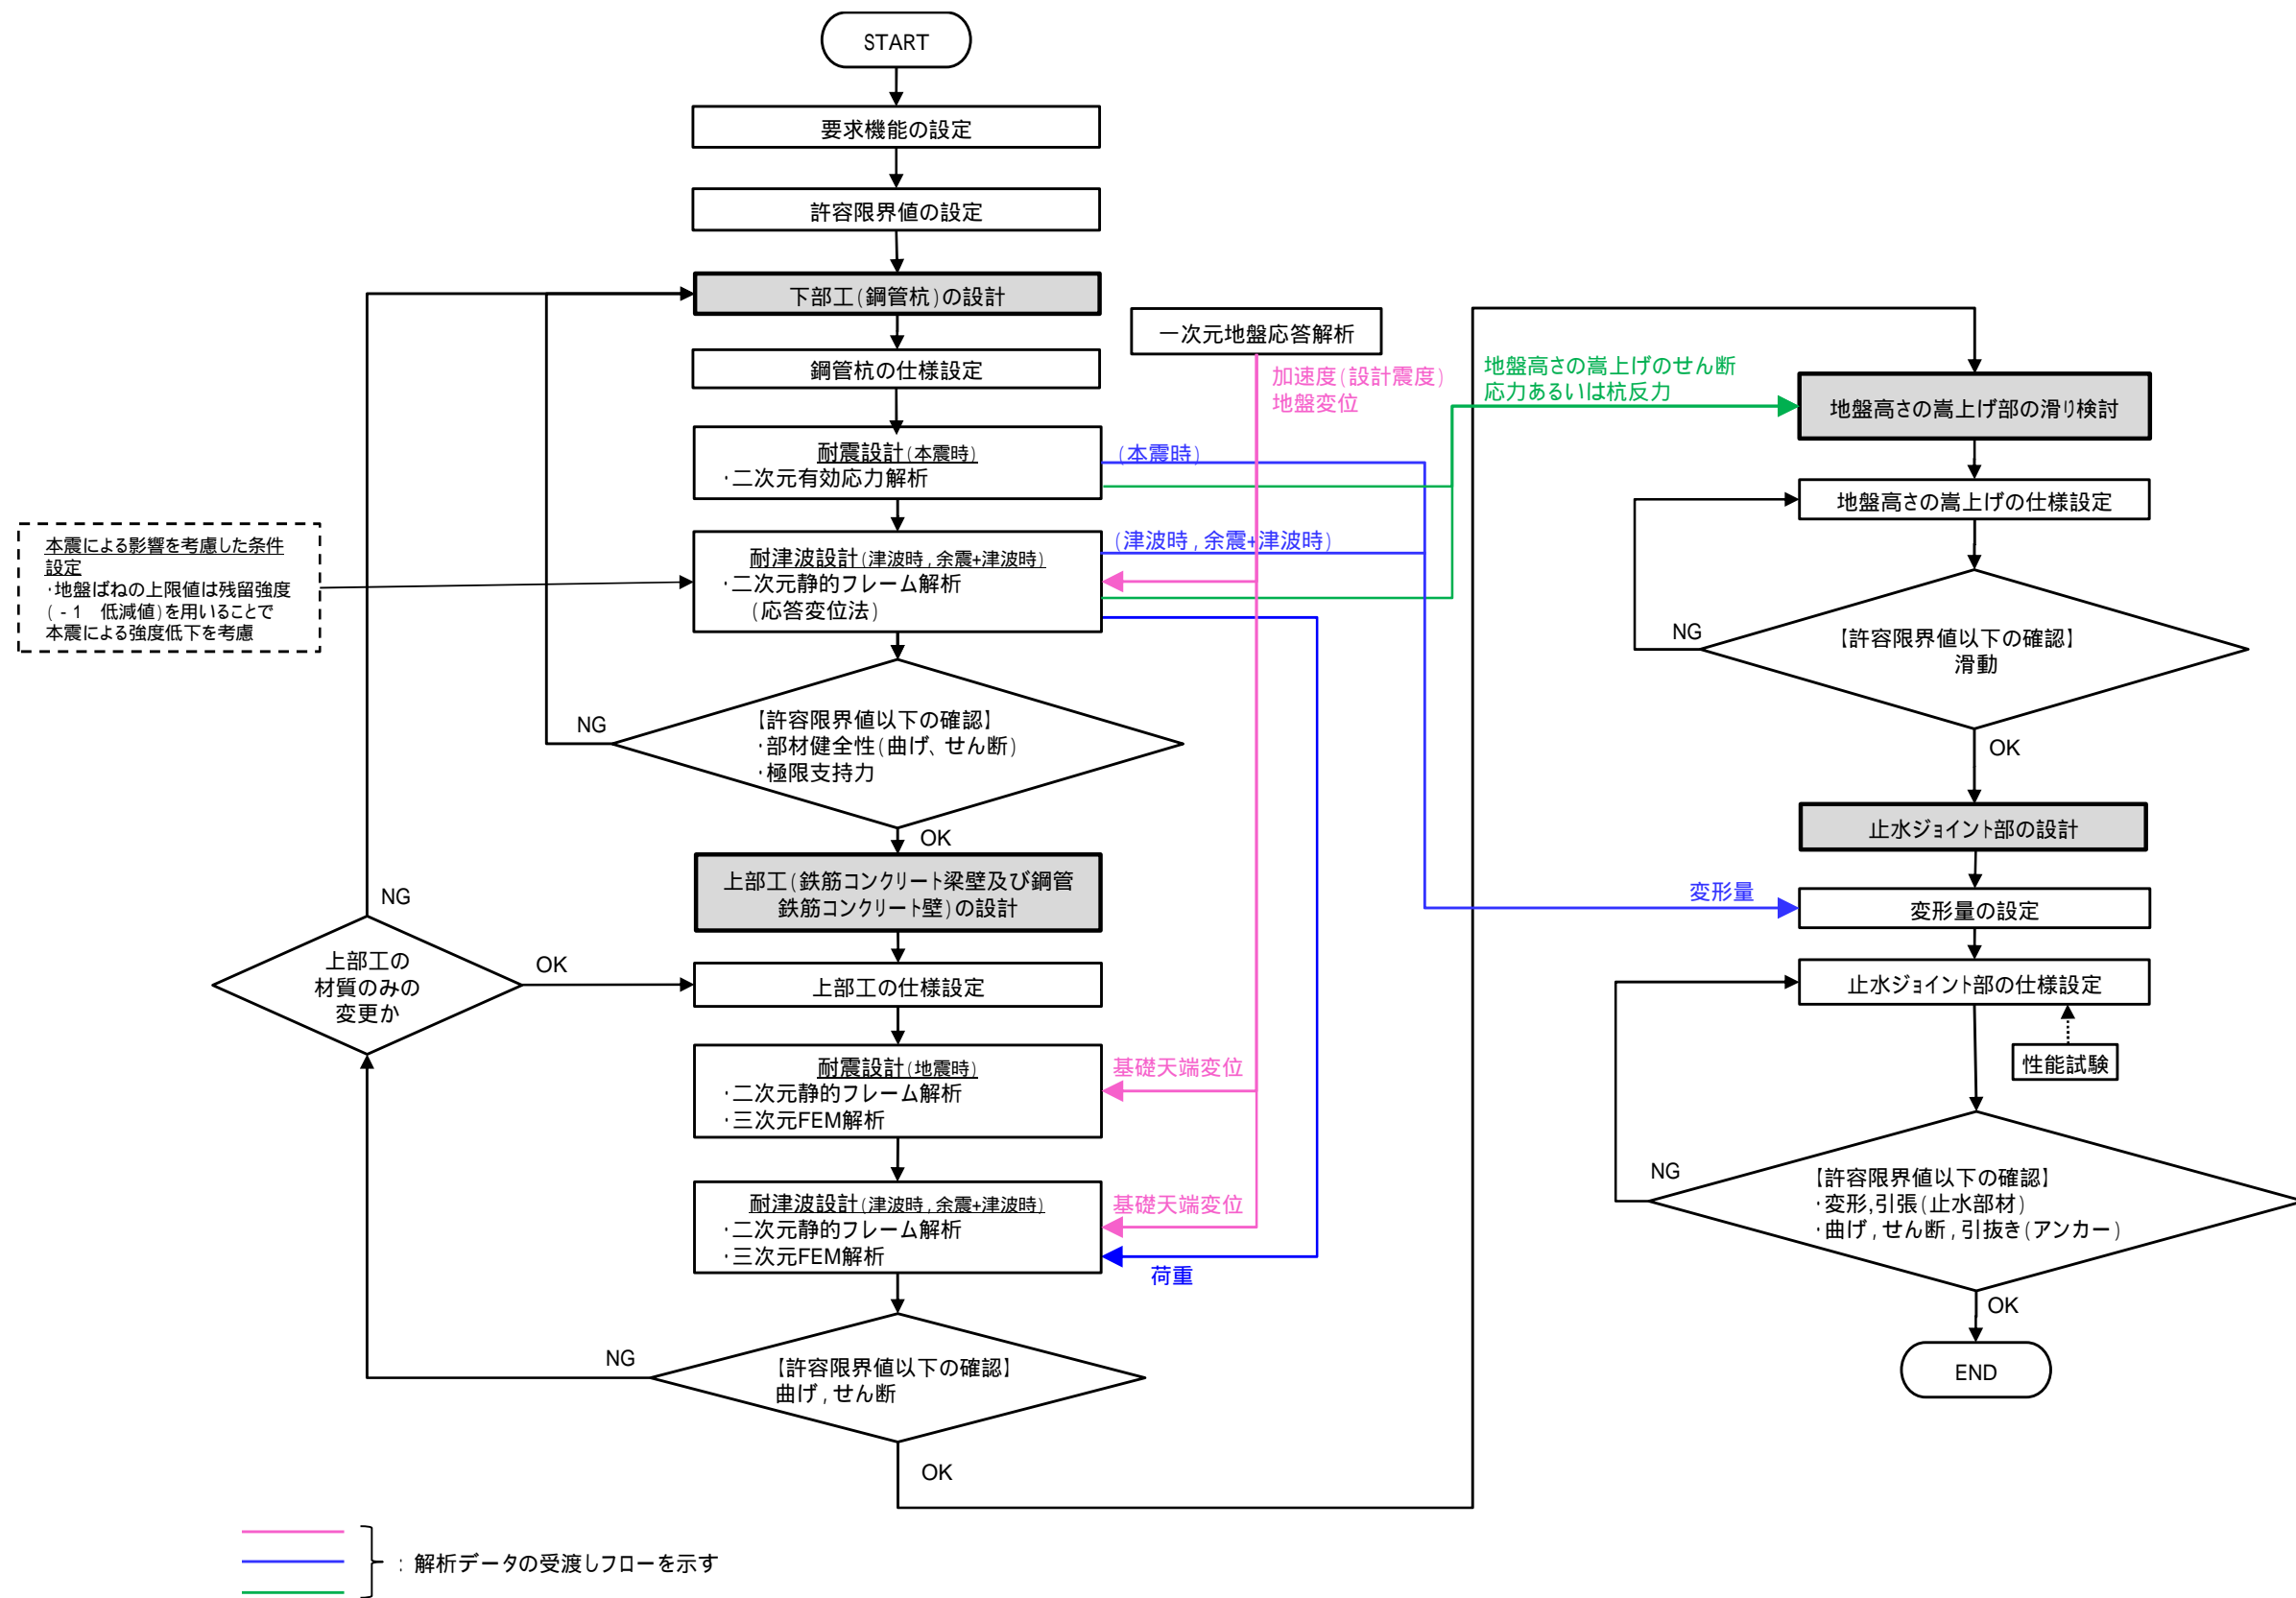 START
要求機能の設定
許容限界値の設定
下部工(鋼管杭)の設計
鋼管杭の仕様設定
耐震設計(本震時)
・二次元有効応力解析
耐津波設計(津波時,余震+津波時)
・二次元静的フレーム解析
(応答変位法)
本震による影響を考慮した条件
設定
・地盤ばねの上限値は残留強度
(-1 低減値)を用いることで
本震による強度低下を考慮
【許容限界値以下の確認】
・部材健全性(曲げ、せん断)
・極限支持力
NG
OK
上部工(鉄筋コンクリート梁壁及び鋼管
鉄筋コンクリート壁)の設計
上部工の仕様設定
上部工の
材質のみの
変更か
NG
OK
耐震設計(地震時)
・二次元静的フレーム解析
・三次元FEM解析
耐津波設計(津波時,余震+津波時)
・二次元静的フレーム解析
・三次元FEM解析
【許容限界値以下の確認】
曲げ,せん断
NG
OK
一次元地盤応答解析
加速度(設計震度)
地盤変位
(本震時)
(津波時,余震+津波時)
基礎天端変位
基礎天端変位
荷重
地盤高さの嵩上げのせん断
応力あるいは杭反力
地盤高さの嵩上げ部の滑り検討
地盤高さの嵩上げの仕様設定
【許容限界値以下の確認】
滑動
NG
OK
止水ジョイント部の設計
変形量
変形量の設定
止水ジョイント部の仕様設定
性能試験
【許容限界値以下の確認】
・変形,引張(止水部材)
・曲げ,せん断,引抜き(アンカー)
NG
OK
END
：解析データの受渡しフローを示す